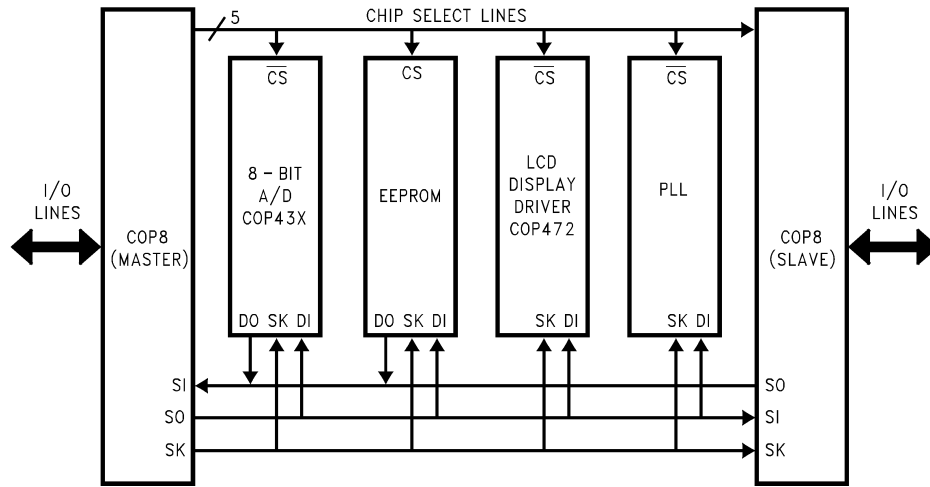 5
CHIP SELECT LINES
CS
CS
CS
CS
8 - BIT
A/D
COP43X
EEPROM
LCD
DISPLAY
DRIVER
COP472
PLL
I/O
LINES
COP8
(MASTER)
COP8
(SLAVE)
I/O
LINES
DO SK DI
DO SK DI
SK DI
SK DI
SI
SO
SK
SO
SI
SK